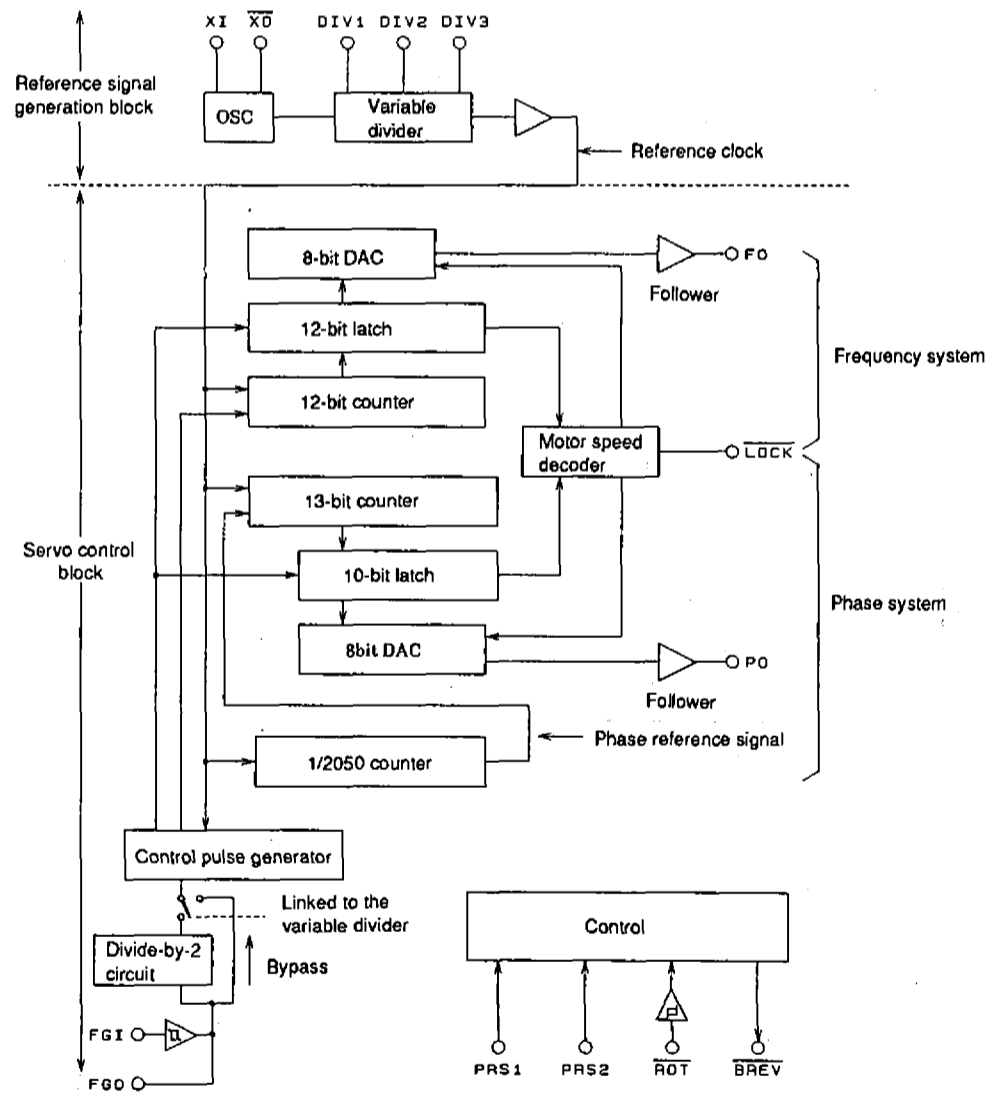 XI XO DIV1 DIV2 DIV3
Reference signal
generation block
OSC
Variable
divider
Reference clock
8-bit DAC
FO
Follower
12-bit latch
Frequency system
12-bit counter
Motor speed
decoder
LOCK
13-bit counter
Servo control
block
10-bit latch
Phase system
8bit DAC
PO
Follower
Phase reference signal
1/2050 counter
Control pulse generator
Linked to the
variable divider
Control
Divide-by-2
circuit
Bypass
FGI
FGO
PRS1 PRS2 ROT BREV